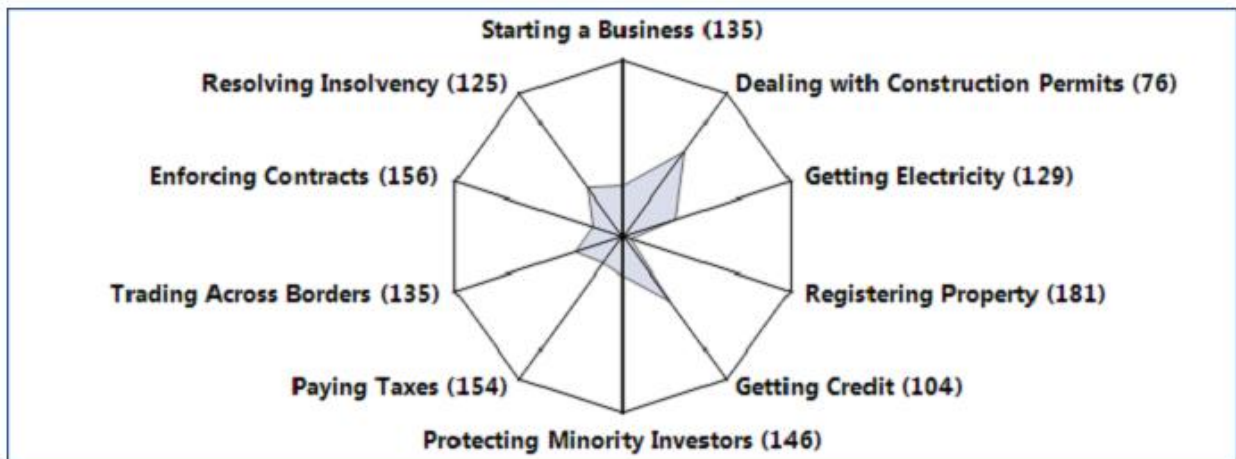 Starting a Business (135)
Resolving Insolvency (125)
Dealing with Construction Permits (76)
Enforcing Contracts (156)
Getting Electricity (129)
Trading Across Borders (135)
Registering Property (181)
Paying Taxes (154)
Getting Credit (104)
Protecting Minority Investors (146)